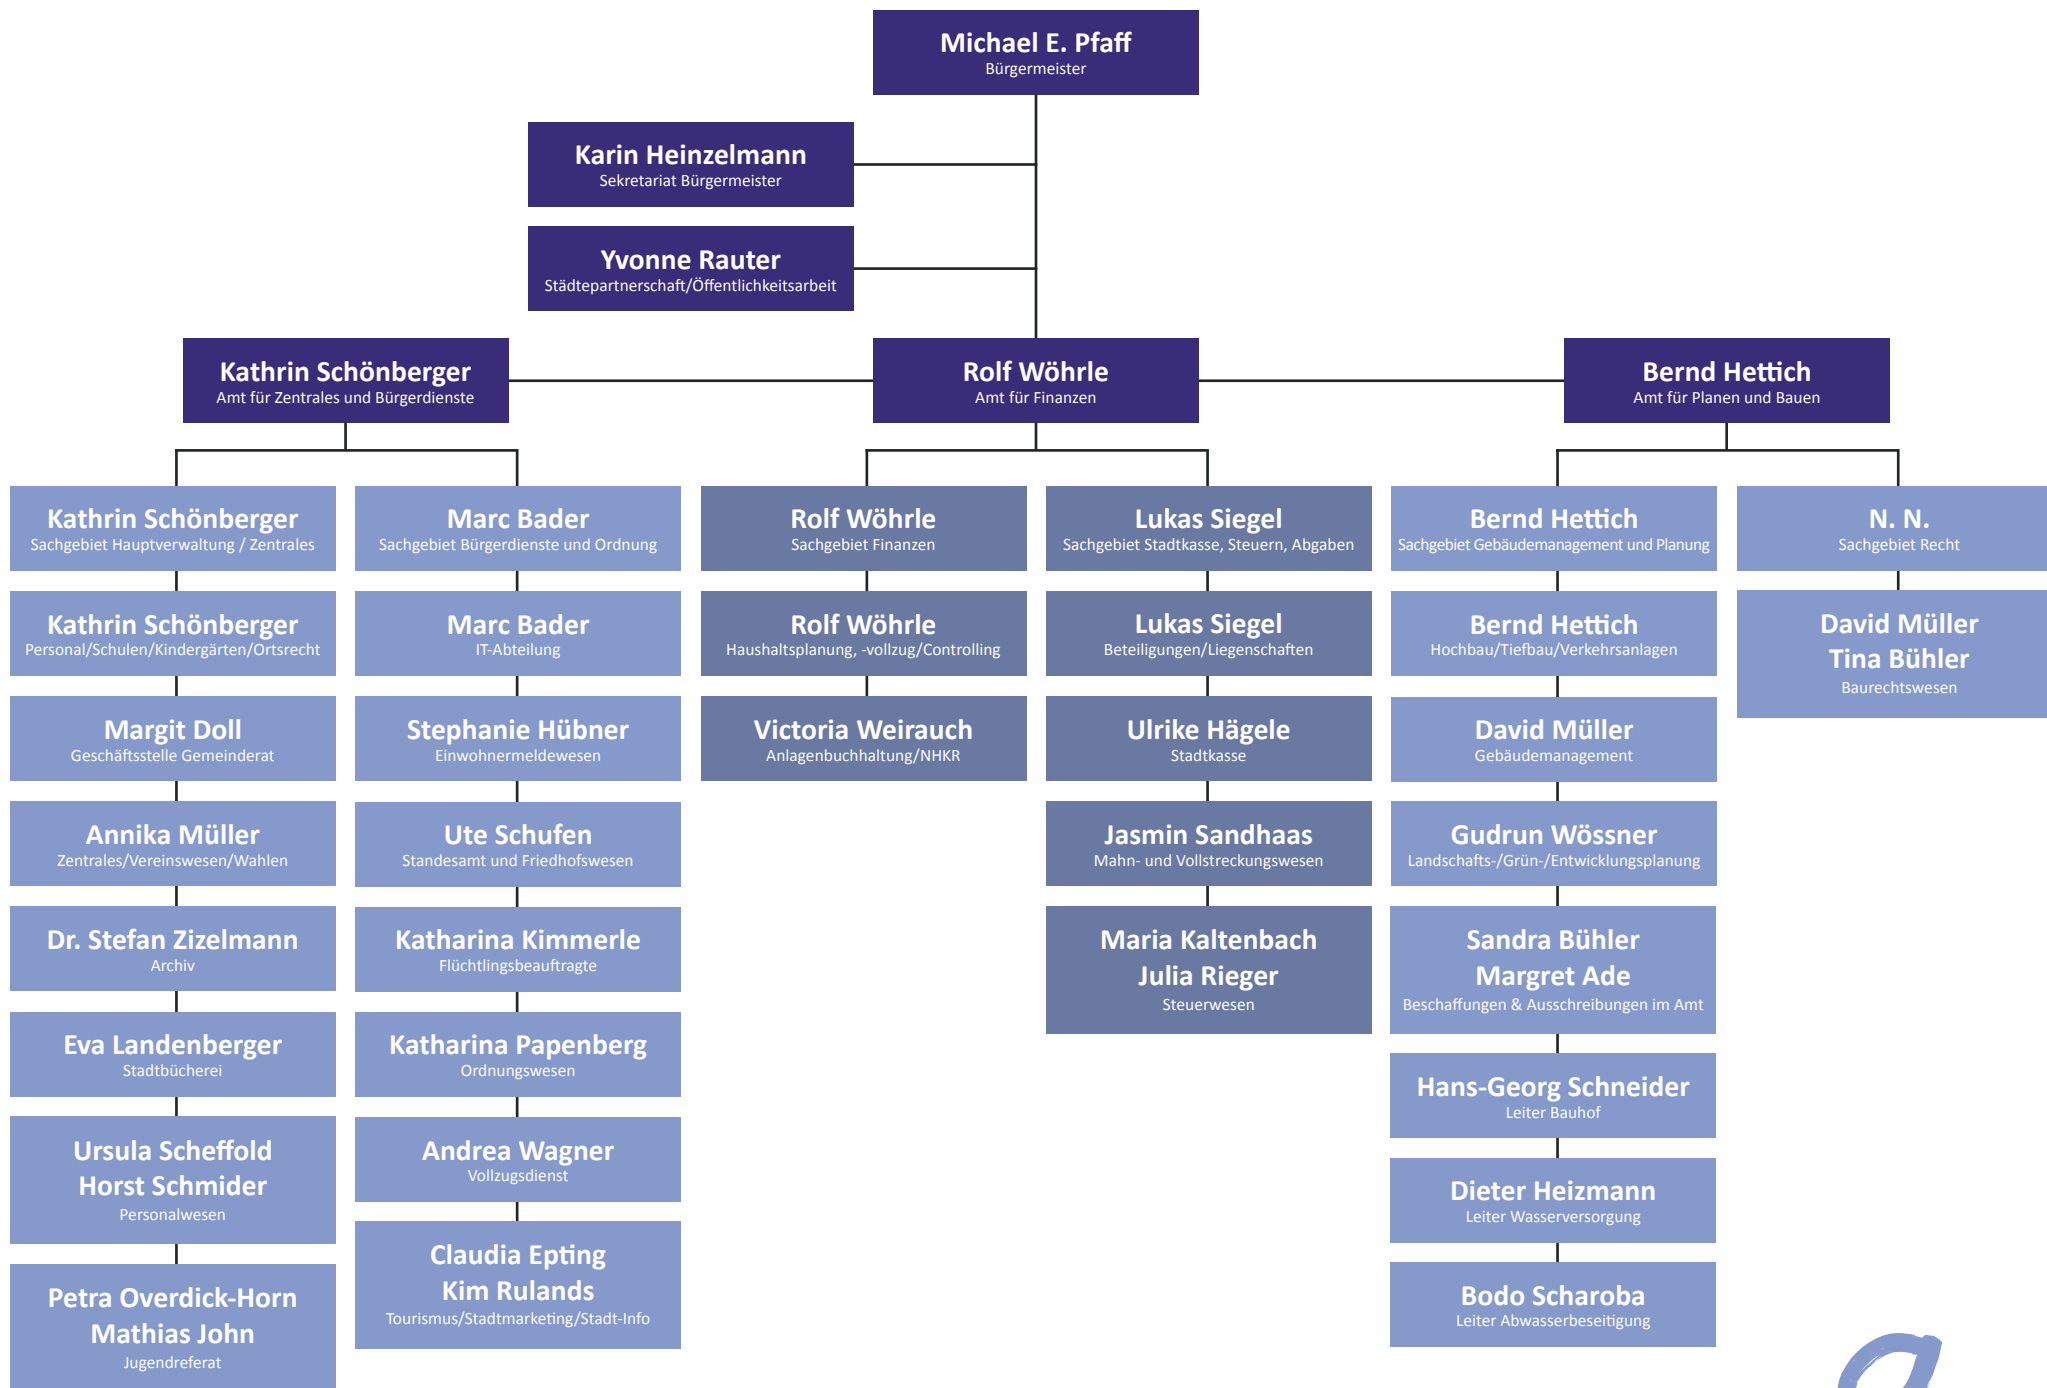 Michael E. Pfaff
Bürgermeister
Karin Heinzelmann
Sekretariat Bürgermeister
Yvonne Rauter
Städtepartnerschaft/Öffentlichkeitsarbeit
Kathrin Schönberger
Amt für Zentrales und Bürgerdienste
Rolf Wöhrle
Amt für Finanzen
Bernd Hettich
Amt für Planen und Bauen
Kathrin Schönberger
Sachgebiet Hauptverwaltung / Zentrales
Kathrin Schönberger
Personal/Schulen/Kindergärten/Ortsrecht
Margit Doll
Geschäftsstelle Gemeinderat
Annika Müller
Zentrales/Vereinswesen/Wahlen
Dr. Stefan Zizelmann
Archiv
Eva Landenberger
Stadtbücherei
Ursula Scheffold
Horst Schmider
Personalwesen
Petra Overdick-Horn
Mathias John
Jugendreferat
Marc Bader
Sachgebiet Bürgerdienste und Ordnung
Marc Bader
IT-Abteilung
Stephanie Hübner
Einwohnermeldewesen
Ute Schufen
Standesamt und Friedhofswesen
Katharina Kimmerle
Flüchtlingsbeauftragte
Katharina Papenberg
Ordnungswesen
Andrea Wagner
Vollzugsdienst
Claudia Epting
Kim Rulands
Tourismus/Stadtmarketing/Stadt-Info
Rolf Wöhrle
Sachgebiet Finanzen
Rolf Wöhrle
Haushaltsplanung, -vollzug/Controlling
Victoria Weirauch
Anlagenbuchhaltung/NHKR
Lukas Siegel
Sachgebiet Stadtkasse, Steuern, Abgaben
Lukas Siegel
Beteiligungen/Liegenschaften
Ulrike Hägele
Stadtkasse
Jasmin Sandhaas
Mahn- und Vollstreckungswesen
Maria Kaltenbach
Julia Rieger
Steuerwesen
Bernd Hettich
Sachgebiet Gebäudemanagement und Planung
Bernd Hettich
Hochbau/Tiefbau/Verkehrsanlagen
David Müller
Gebäudemanagement
Gudrun Wössner
Landschafts-/Grün-/Entwicklungsplanung
Sandra Bühler
Margret Ade
Beschaffungen & Ausschreibungen im Amt
Hans-Georg Schneider
Leiter Bauhof
Dieter Heizmann
Leiter Wasserversorgung
Bodo Scharoba
Leiter Abwasserbeseitigung
N. N.
Sachgebiet Recht
David Müller
Tina Bühler
Baurechtswesen